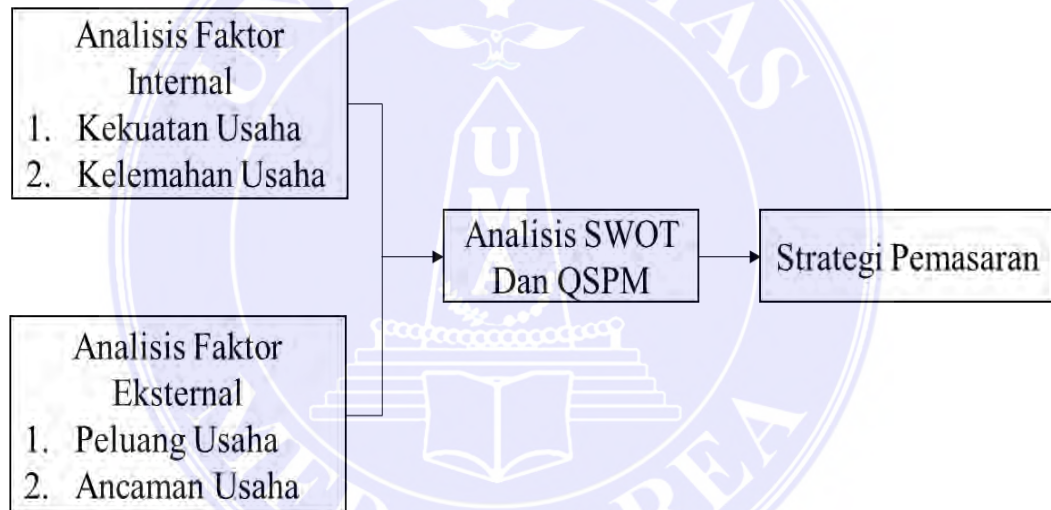 Analisis Faktor
Internal
1. Kekuatan Usaha
2. Kelemahan Usaha
Analisis Faktor
Eksternal
1. Peluang Usaha
2. Ancaman Usaha
Analisis SWOT
Dan QSPM
Strategi Pemasaran
UMA